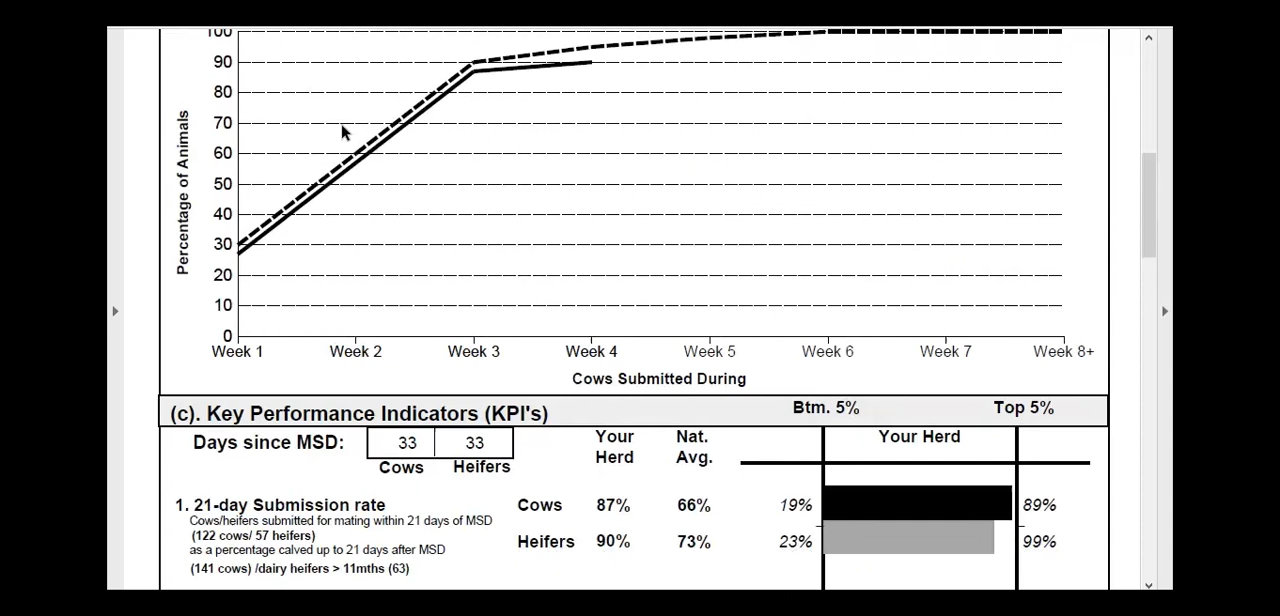 100
90
80
70
60
50
40
30
20
10
0
Percentage of Animals
Week 1 Week 2 Week 3 Week 4 Week 5 Week 6 Week 7 Week 8+
Cows Submitted During
(c). Key Performance Indicators (KPI's) Btm. 5% Top 5%
Days since MSD: 33 33 Your Nat. Your Herd
Cows Heifers Herd Avg.
1. 21-day Submission rate Cows 87% 66% 19% 89%
Cows/heifers submitted for mating within 21 days of MSD
(122 cows/ 57 heifers) Heifers 90% 73% 23% 99%
as a percentage calved up to 21 days after MSD
(141 cows) /dairy heifers > 11mths (63)